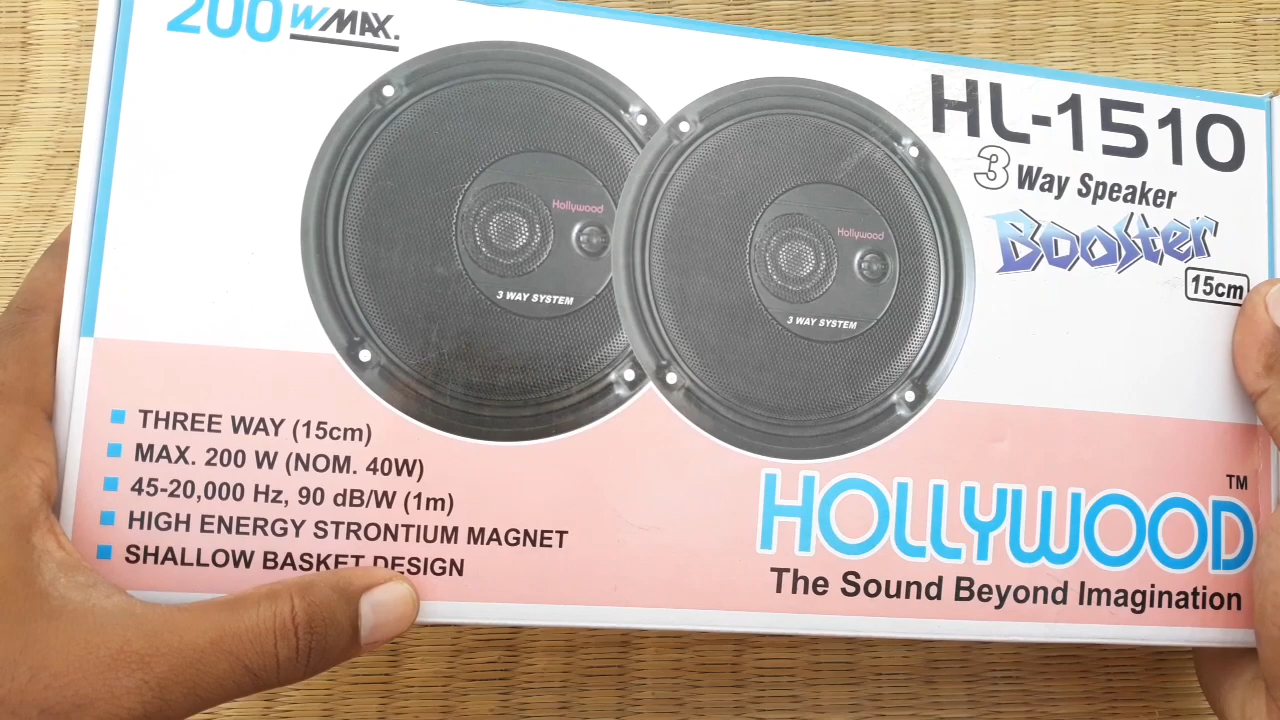 200 WMAX.
HL-1510
3 Way Speaker
Booster
15cm
Hollywood
3 WAY SYSTEM
Hollywood
3 WAY SYSTEM
THREE WAY (15cm)
MAX. 200 W (NOM. 40W)
45-20,000 Hz, 90 dB/W (1m)
HIGH ENERGY STRONTIUM MAGNET
SHALLOW BASKET DESIGN
HOLLYWOOD TM
The Sound Beyond Imagination